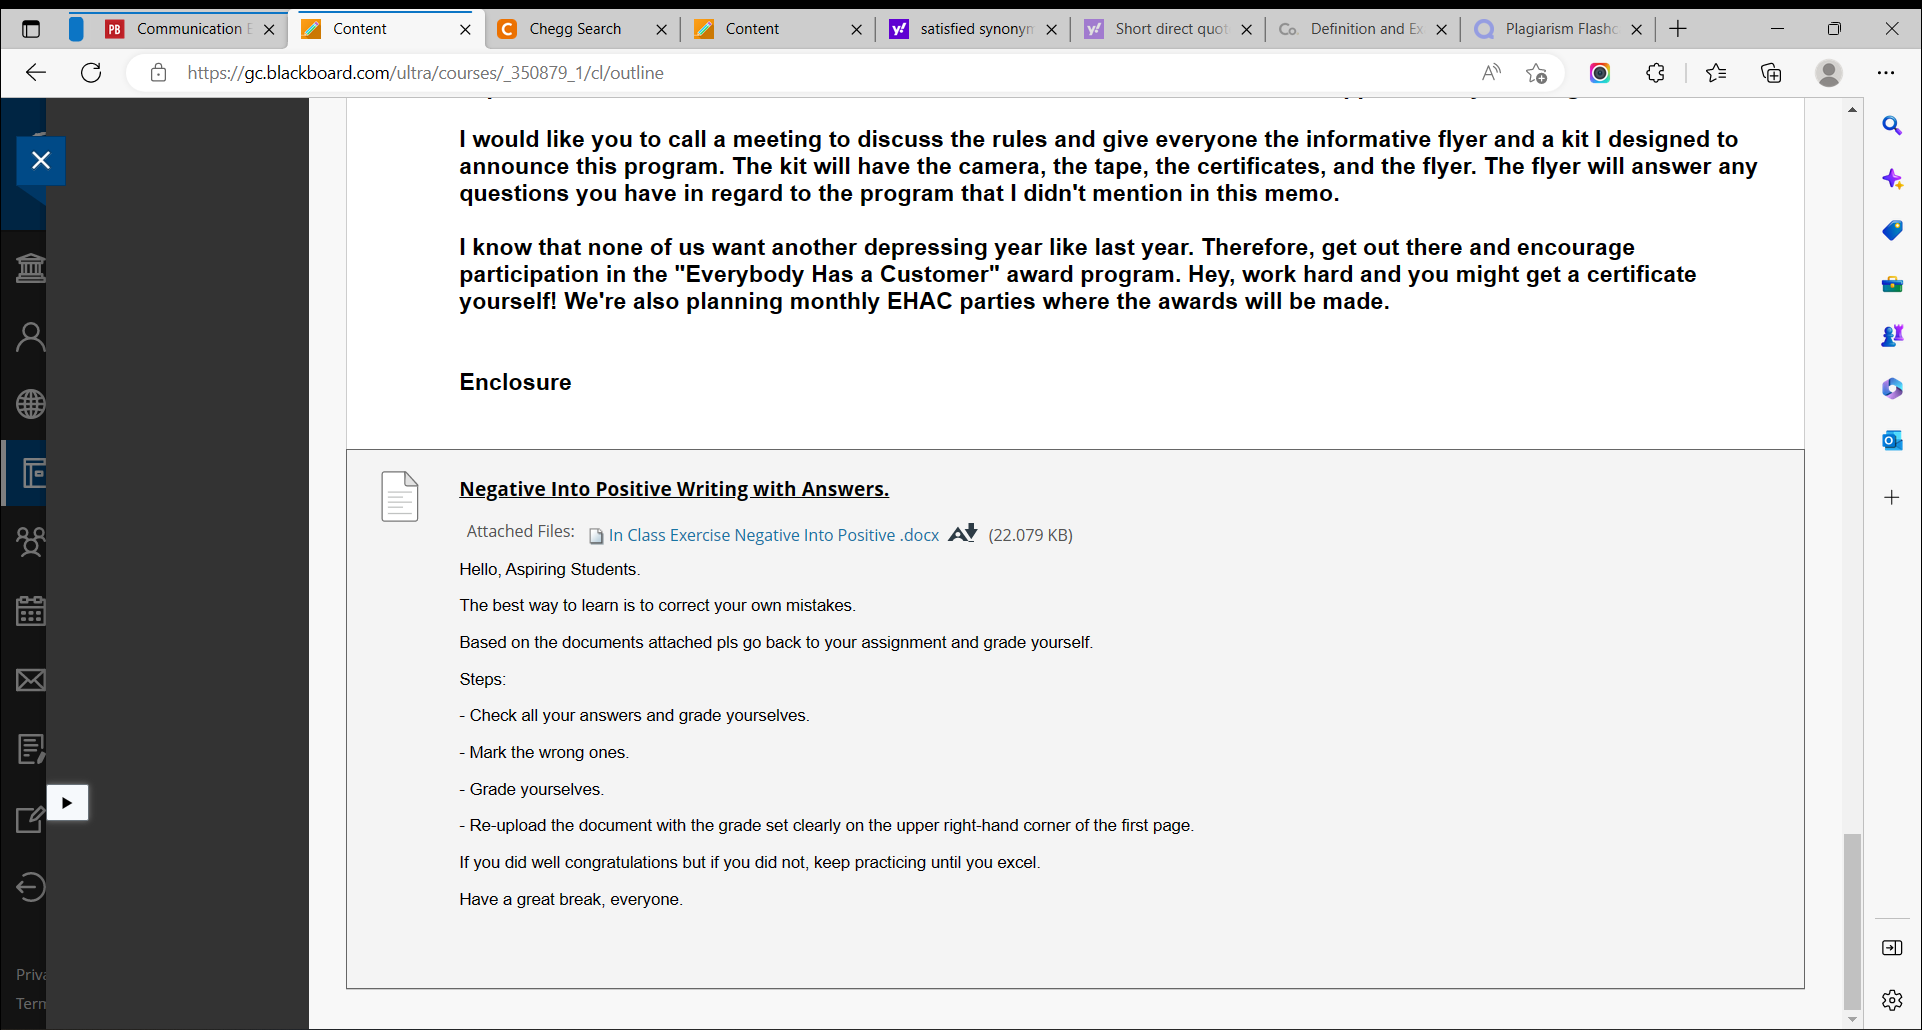 Communication
Content
Chegg Search
Content
satisfied synonym
Short direct quot
Definition and Ex
Plagiarism Flashc
https://gc.blackboard.com/ultra/courses/_350879_1/cl/outline
I would like you to call a meeting to discuss the rules and give everyone the informative flyer and a kit I designed to
announce this program. The kit will have the camera, the tape, the certificates, and the flyer. The flyer will answer any
questions you have in regard to the program that I didn't mention in this memo.
I know that none of us want another depressing year like last year. Therefore, get out there and encourage
participation in the "Everybody Has a Customer" award program. Hey, work hard and you might get a certificate
yourself! We're also planning monthly EHAC parties where the awards will be made.
Enclosure
Negative Into Positive Writing with Answers.
Attached Files: In Class Exercise Negative Into Positive .docx (22.079 KB)
Hello, Aspiring Students.
The best way to learn is to correct your own mistakes.
Based on the documents attached pls go back to your assignment and grade yourself.
Steps:
- Check all your answers and grade yourselves.
- Mark the wrong ones.
- Grade yourselves.
- Re-upload the document with the grade set clearly on the upper right-hand corner of the first page.
If you did well congratulations but if you did not, keep practicing until you excel.
Have a great break, everyone.
Priva
Term